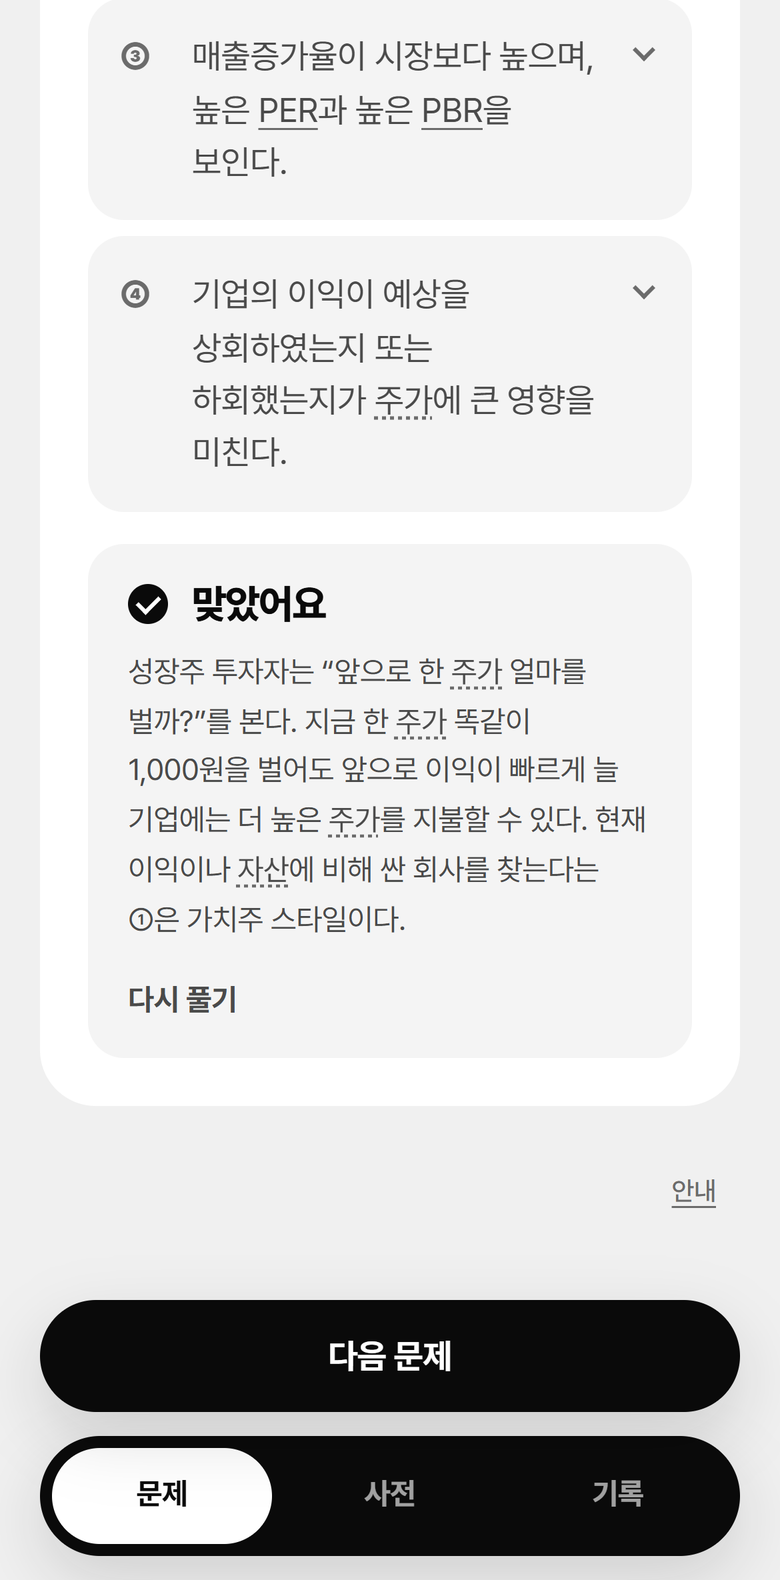 ③ 매출증가율이 시장보다 높으며,
높은 PER과 높은 PBR을
보인다.
④ 기업의 이익이 예상을
상회하였는지 또는
하회했는지가 주가에 큰 영향을
미친다.
맞았어요
성장주 투자자는 “앞으로 한 주가 얼마를
벌까?”를 본다. 지금 한 주가 똑같이
1,000원을 벌어도 앞으로 이익이 빠르게 늘
기업에는 더 높은 주가를 지불할 수 있다. 현재
이익이나 자산에 비해 싼 회사를 찾는다는
①은 가치주 스타일이다.
다시 풀기
안내
다음 문제
문제 사전 기록